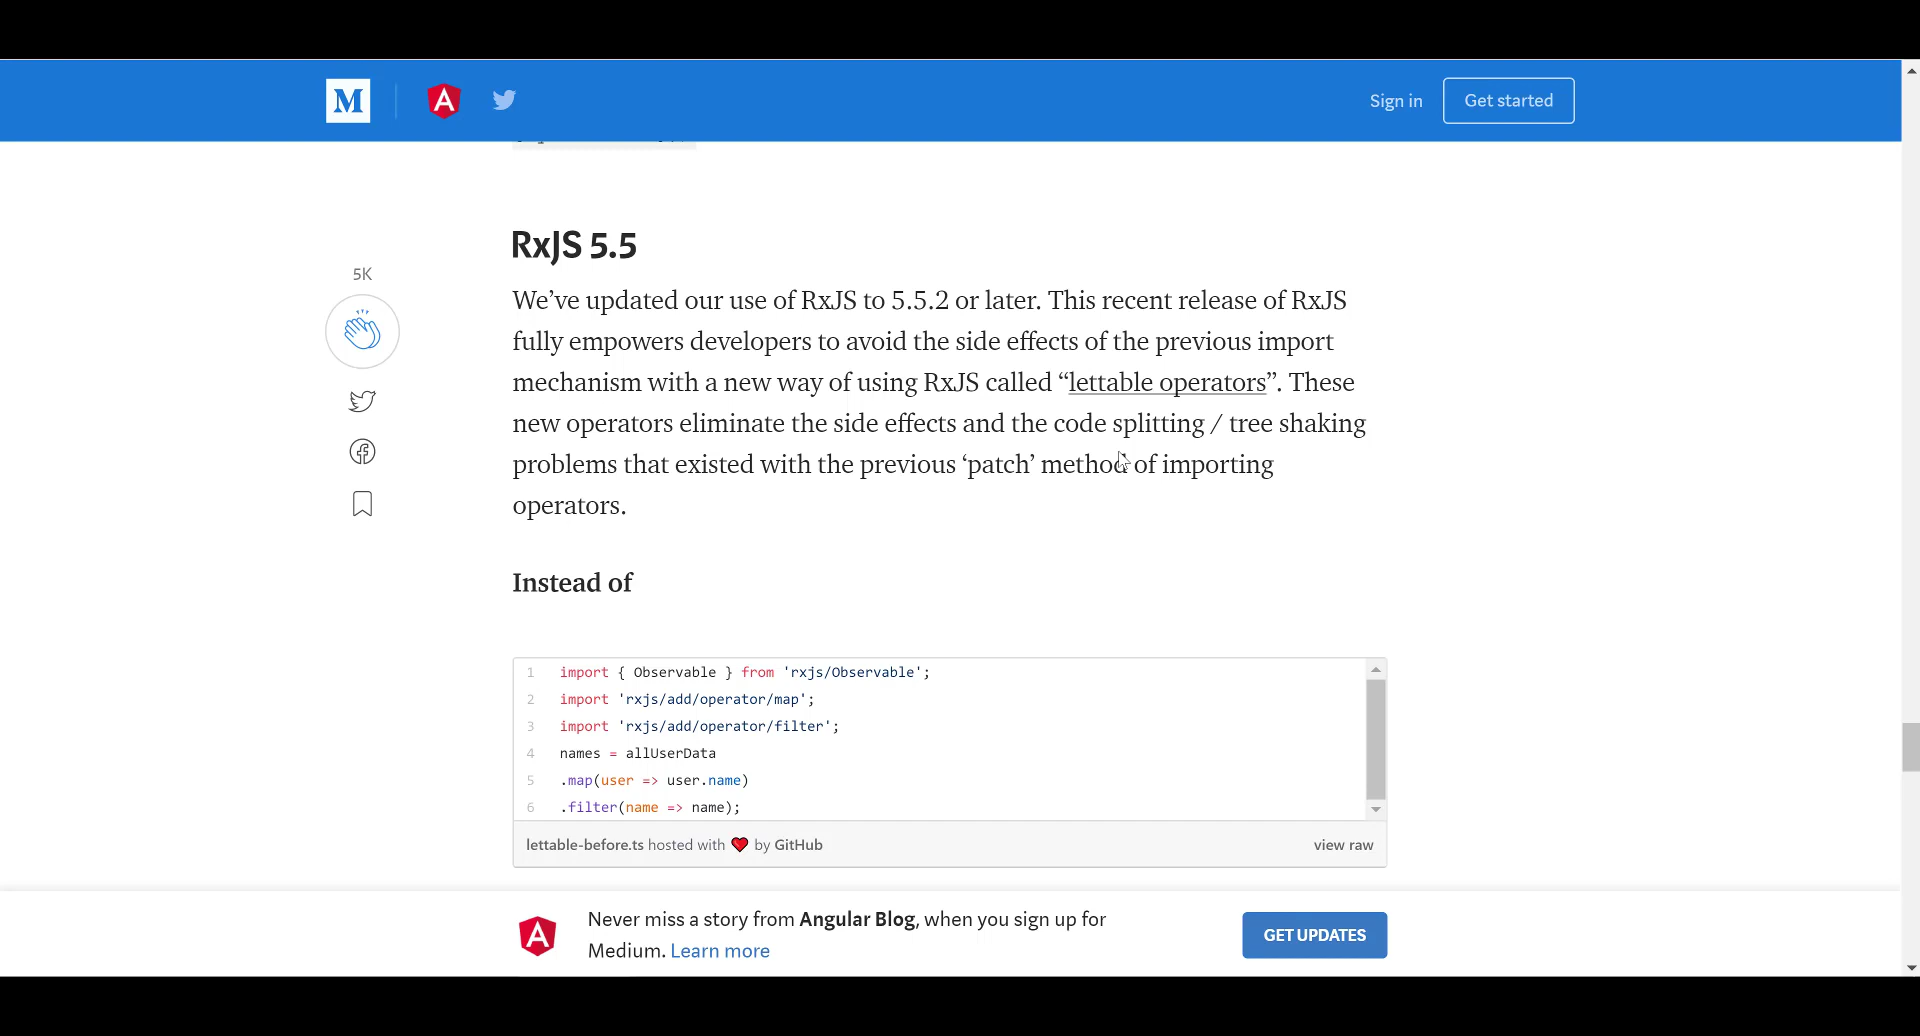 M
A
Sign in
Get started
RxJS 5.5
5K
We’ve updated our use of RxJS to 5.5.2 or later. This recent release of RxJS
fully empowers developers to avoid the side effects of the previous import
mechanism with a new way of using RxJS called “lettable operators”. These
new operators eliminate the side effects and the code splitting / tree shaking
problems that existed with the previous ‘patch’ method of importing
operators.
Instead of
1 import { Observable } from 'rxjs/Observable';
2 import 'rxjs/add/operator/map';
3 import 'rxjs/add/operator/filter';
4 names = allUserData
5 .map(user => user.name)
6 .filter(name => name);
lettable-before.ts hosted with ❤ by GitHub
view raw
A
Never miss a story from Angular Blog, when you sign up for
Medium. Learn more
GET UPDATES